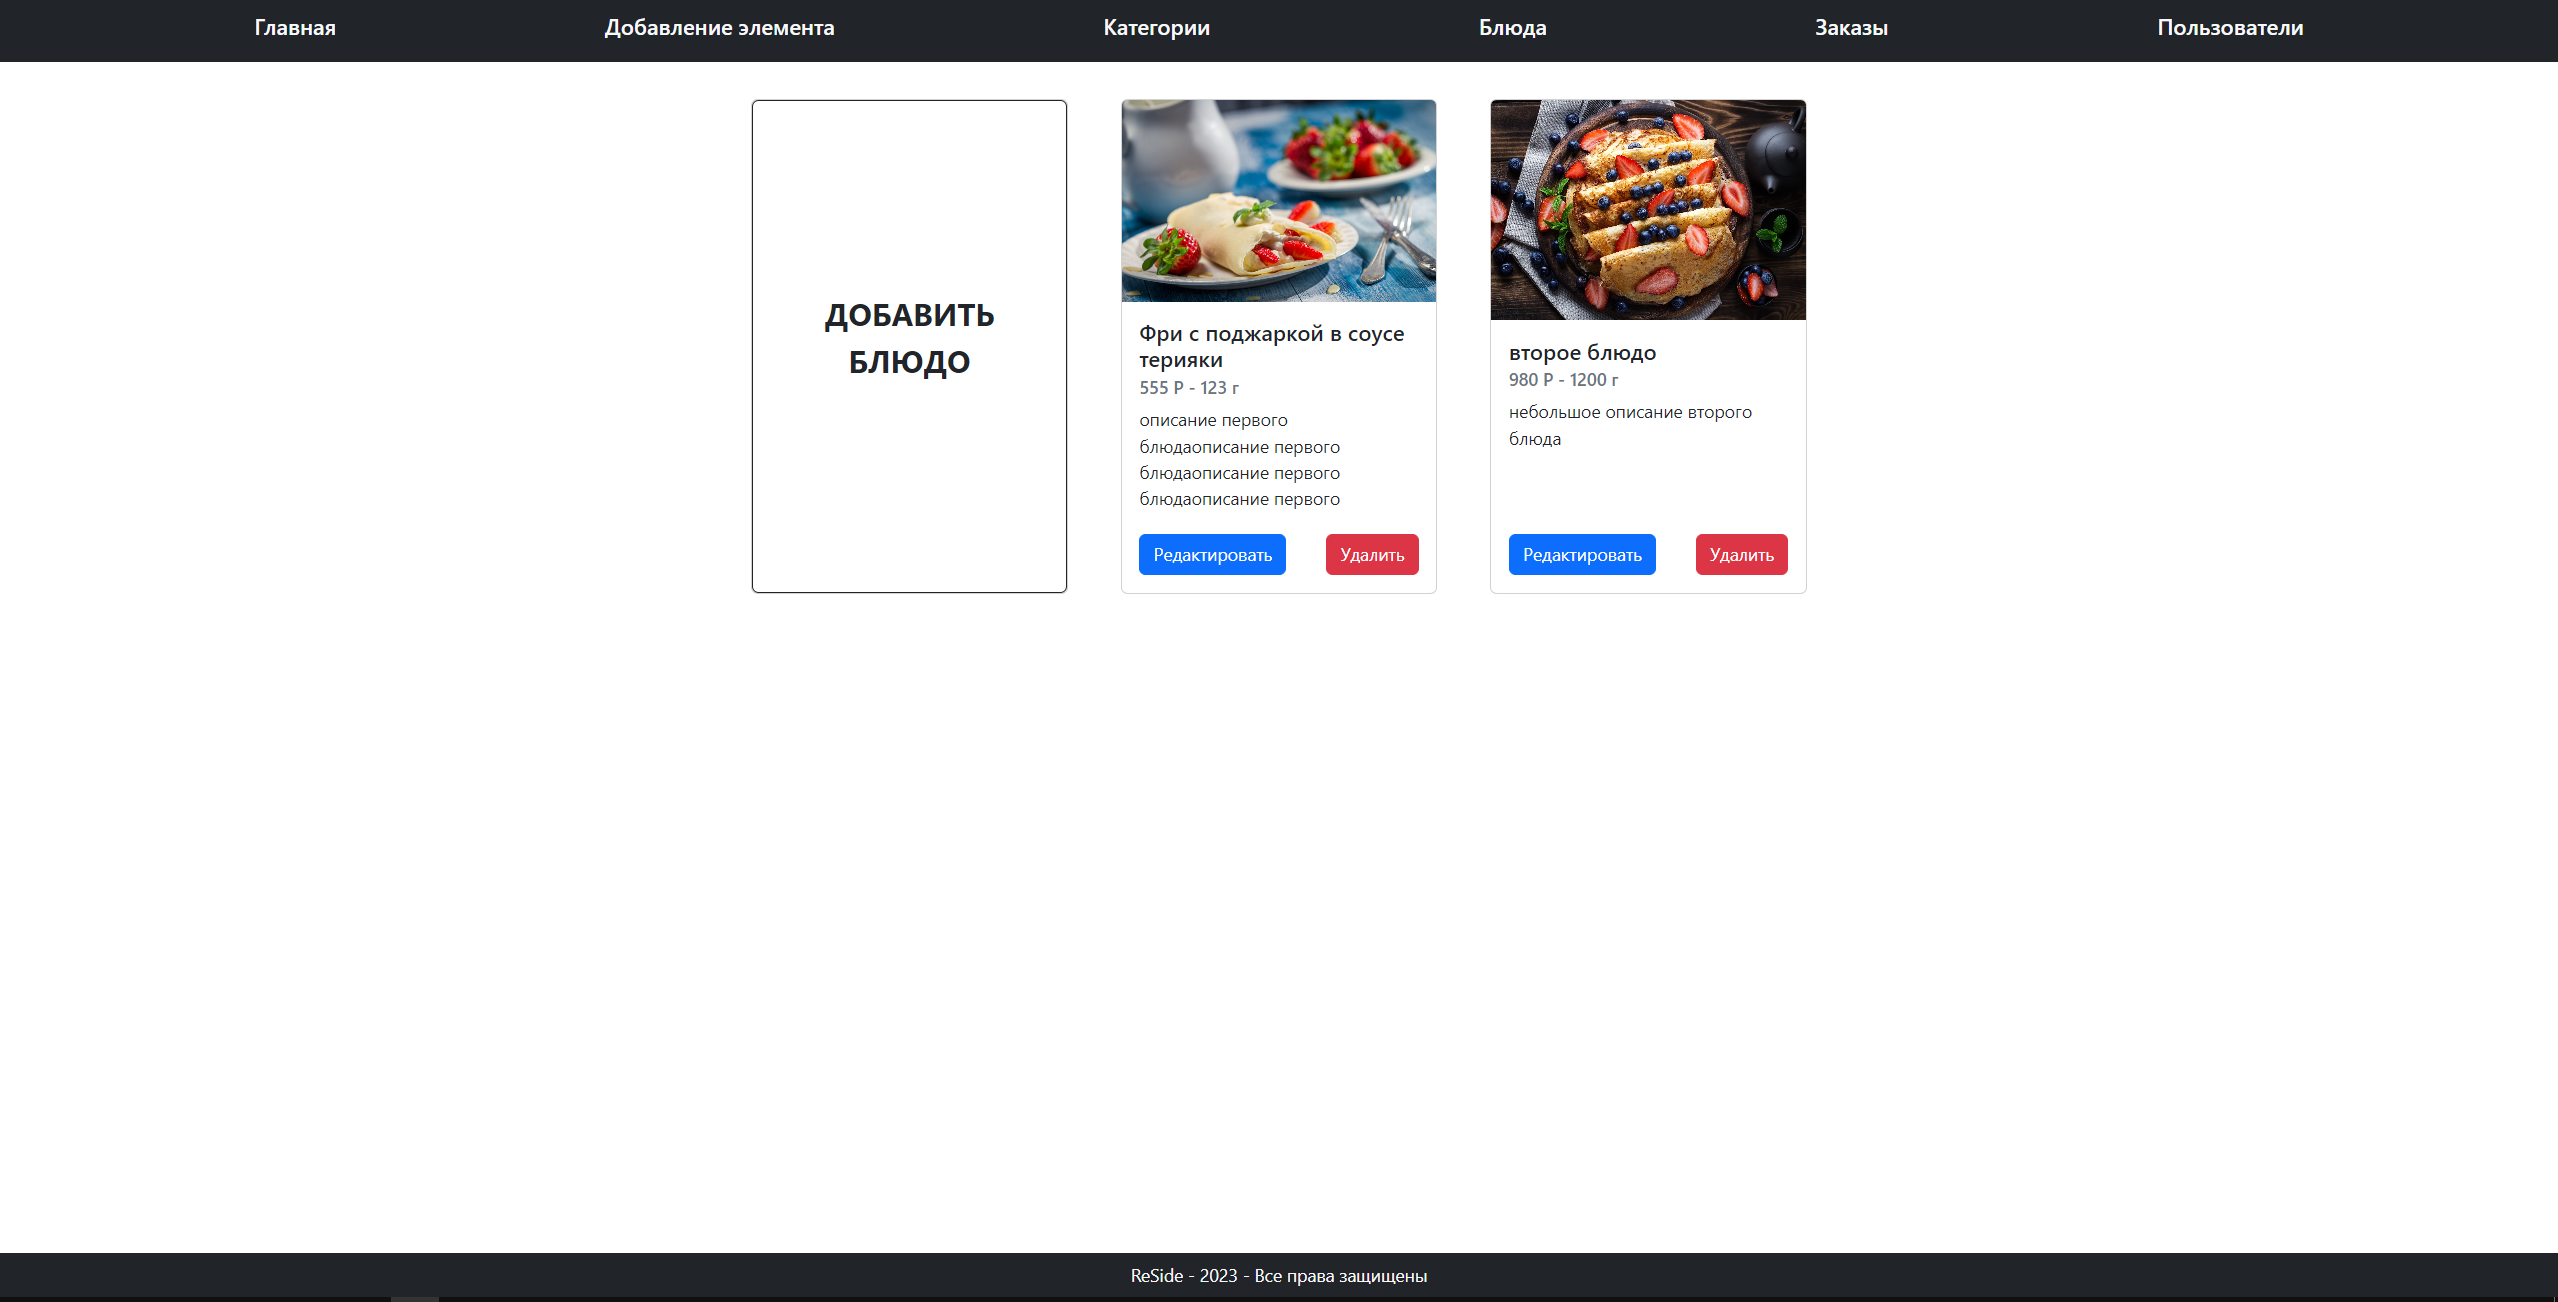 Главная
Добавление элемента
Категории
Блюда
Заказы
Пользователи
ДОБАВИТЬ
БЛЮДО
Фри с поджаркой в соусе
терияки
555 Р - 123 г
описание первого
блюдаописание первого
блюдаописание первого
блюдаописание первого
Редактировать
Удалить
второе блюдо
980 Р - 1200 г
небольшое описание второго
блюда
Редактировать
Удалить
ReSide - 2023 - Все права защищены